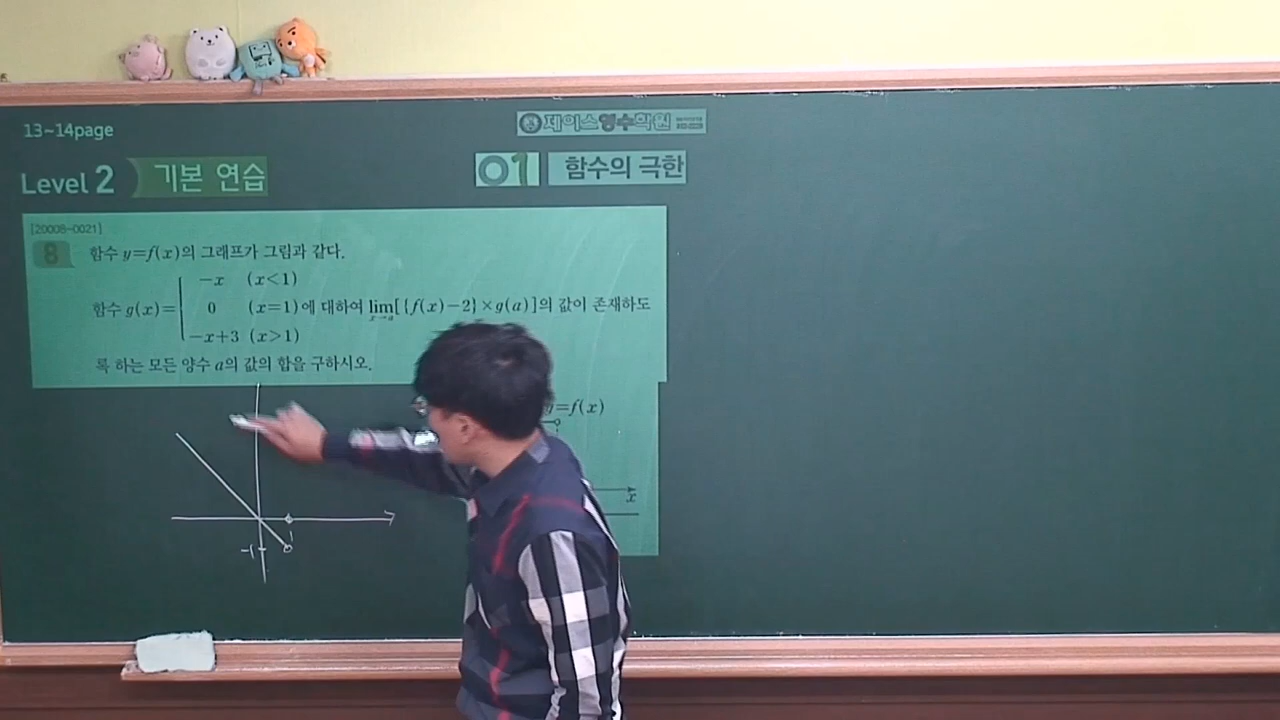 13~14page
제이스영수학원
Level 2 기본 연습
01 함수의 극한
[20008-0021]
8 함수 y=f(x)의 그래프가 그림과 같다.
-x (x<1)
함수 g(x)= 0 (x=1)에 대하여 lim[{f(x)-2}×g(a)]의 값이 존재하도
x→a
-x+3 (x>1)
록 하는 모든 양수 a의 값의 합을 구하시오.
y=f(x)
x
1
-1